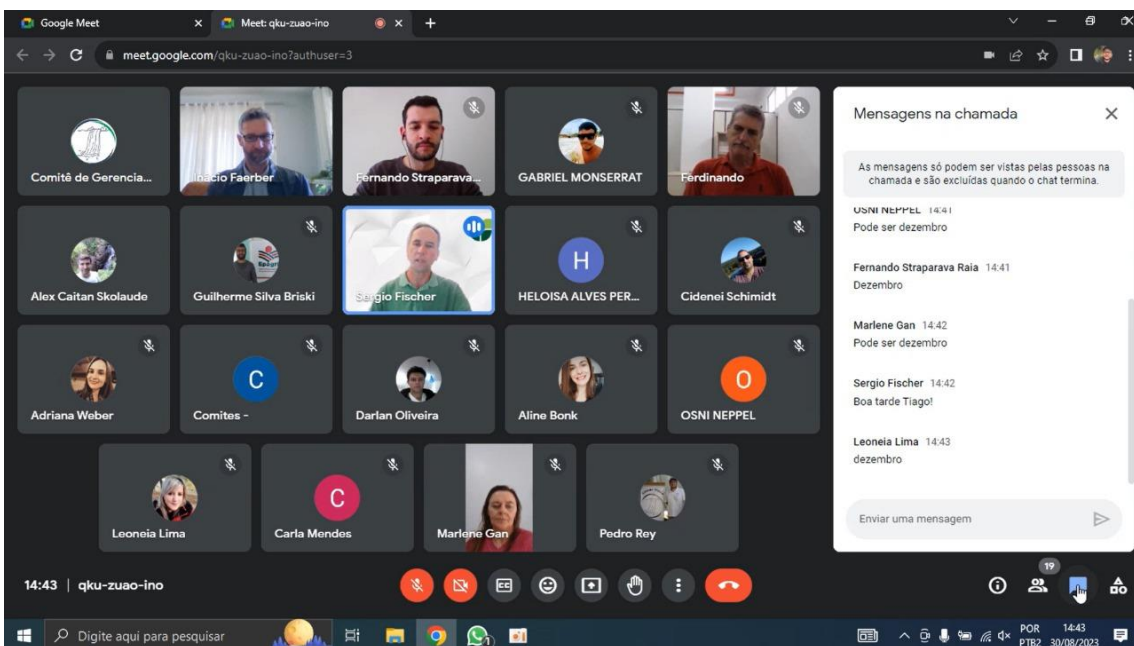 Google Meet
Meet: qku-zuao-ino
meet.google.com/qku-zuao-ino?authuser=3
Comitê de Gerencia...
Inácio Faerber
Fernando Straparava...
GABRIEL MONSERRAT
Ferdinando
Alex Caitan Skolaude
Guilherme Silva Briski
Sergio Fischer
H
HELOISA ALVES PER...
Cidenei Schimidt
Adriana Weber
C
Comites -
Darlan Oliveira
Aline Bonk
O
OSNI NEPPEL
Leoneia Lima
C
Carla Mendes
Marlene Gan
Pedro Rey
Mensagens na chamada
As mensagens só podem ser vistas pelas pessoas na
chamada e são excluídas quando o chat termina.
OSNI NEPPEL 14:41
Pode ser dezembro
Fernando Straparava Raia 14:41
Dezembro
Marlene Gan 14:42
Pode ser dezembro
Sergio Fischer 14:42
Boa tarde Tiago!
Leoneia Lima 14:43
dezembro
Enviar uma mensagem
14:43 | qku-zuao-ino
CC
19
Digite aqui para pesquisar
1
POR 14:43
PTB2 30/08/2023